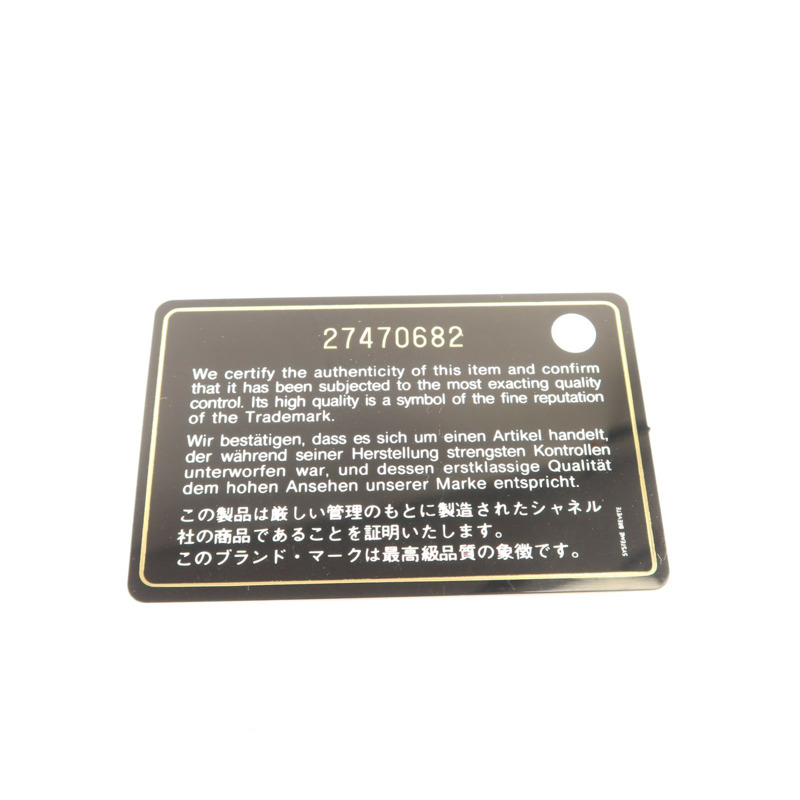 27470682
We certify the authenticity of this item and confirm
that it has been subjected to the most exacting quality
control. Its high quality is a symbol of the fine reputation
of the Trademark.
Wir bestätigen, dass es sich um einen Artikel handelt,
der während seiner Herstellung strengsten Kontrollen
unterworfen war, und dessen erstklassige Qualität
dem hohen Ansehen unserer Marke entspricht.
この製品は厳しい管理のもとに製造されたシャネル
社の商品であることを証明いたします。
このブランド・マークは最高級品質の象徴です。
SYSTEME BREVETE